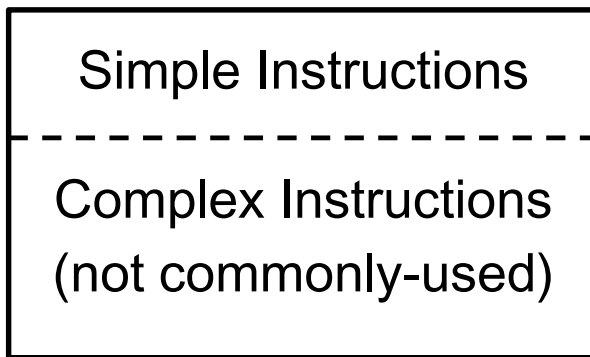 Simple Instructions
Complex Instructions
(not commonly-used)